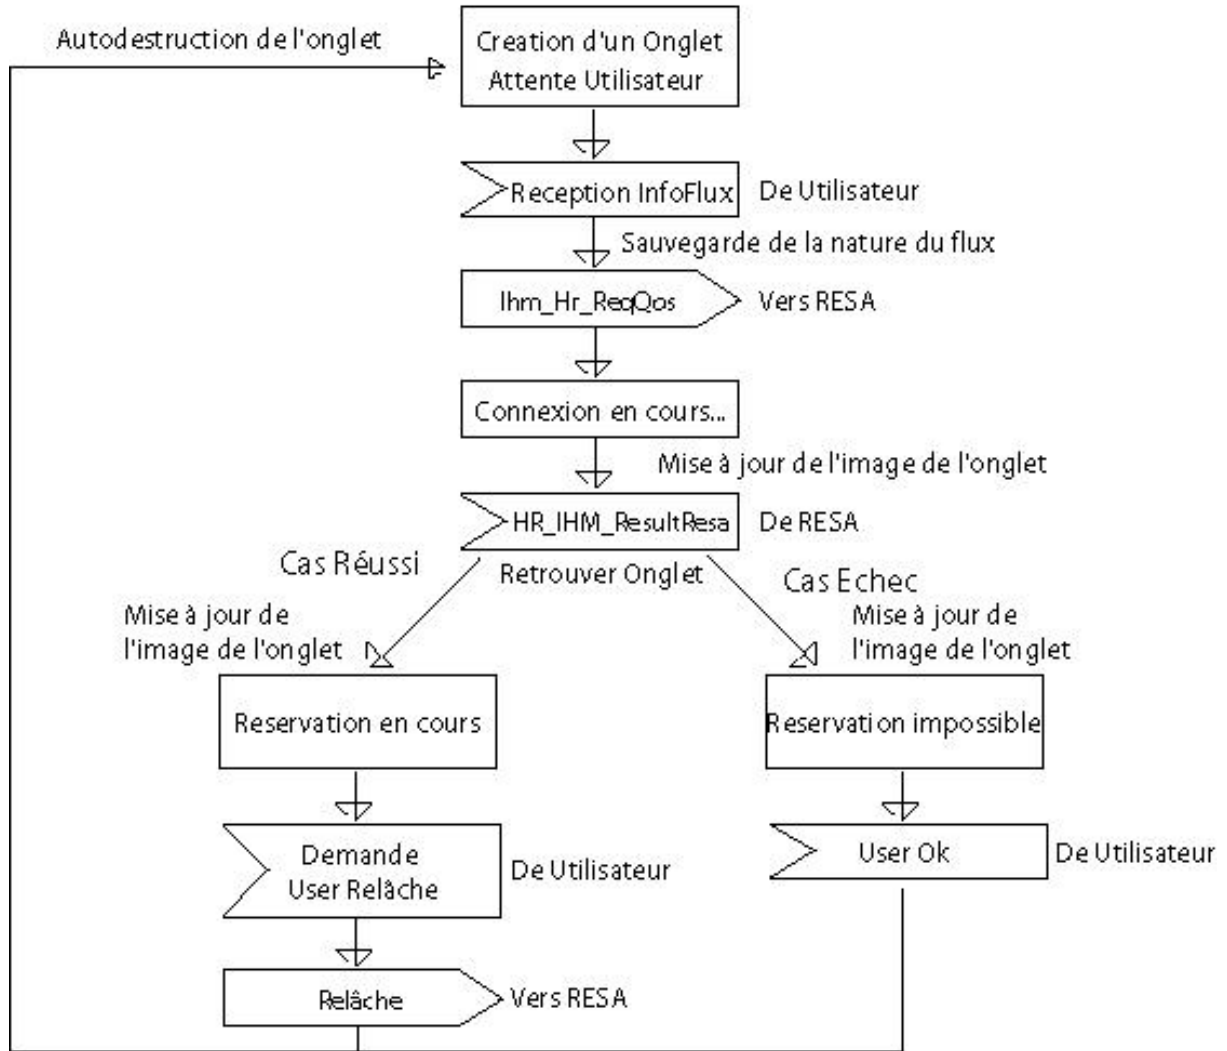 Autodestruction de l'onglet
Creation d'un Onglet
Attente Utilisateur
Reception InfoFlux
De Utilisateur
Sauvegarde de la nature du flux
Ihm_Hr_ReqQos
Vers RESA
Connexion en cours...
Mise à jour de l'image de l'onglet
HR_IHM_ResultResa
De RESA
Cas Réussi
Retrouver Onglet
Cas Echec
Mise à jour de
l'image de l'onglet
Mise à jour de
l'image de l'onglet
Reservation en cours
Reservation impossible
Demande
User Relâche
De Utilisateur
User Ok
De Utilisateur
Relâche
Vers RESA